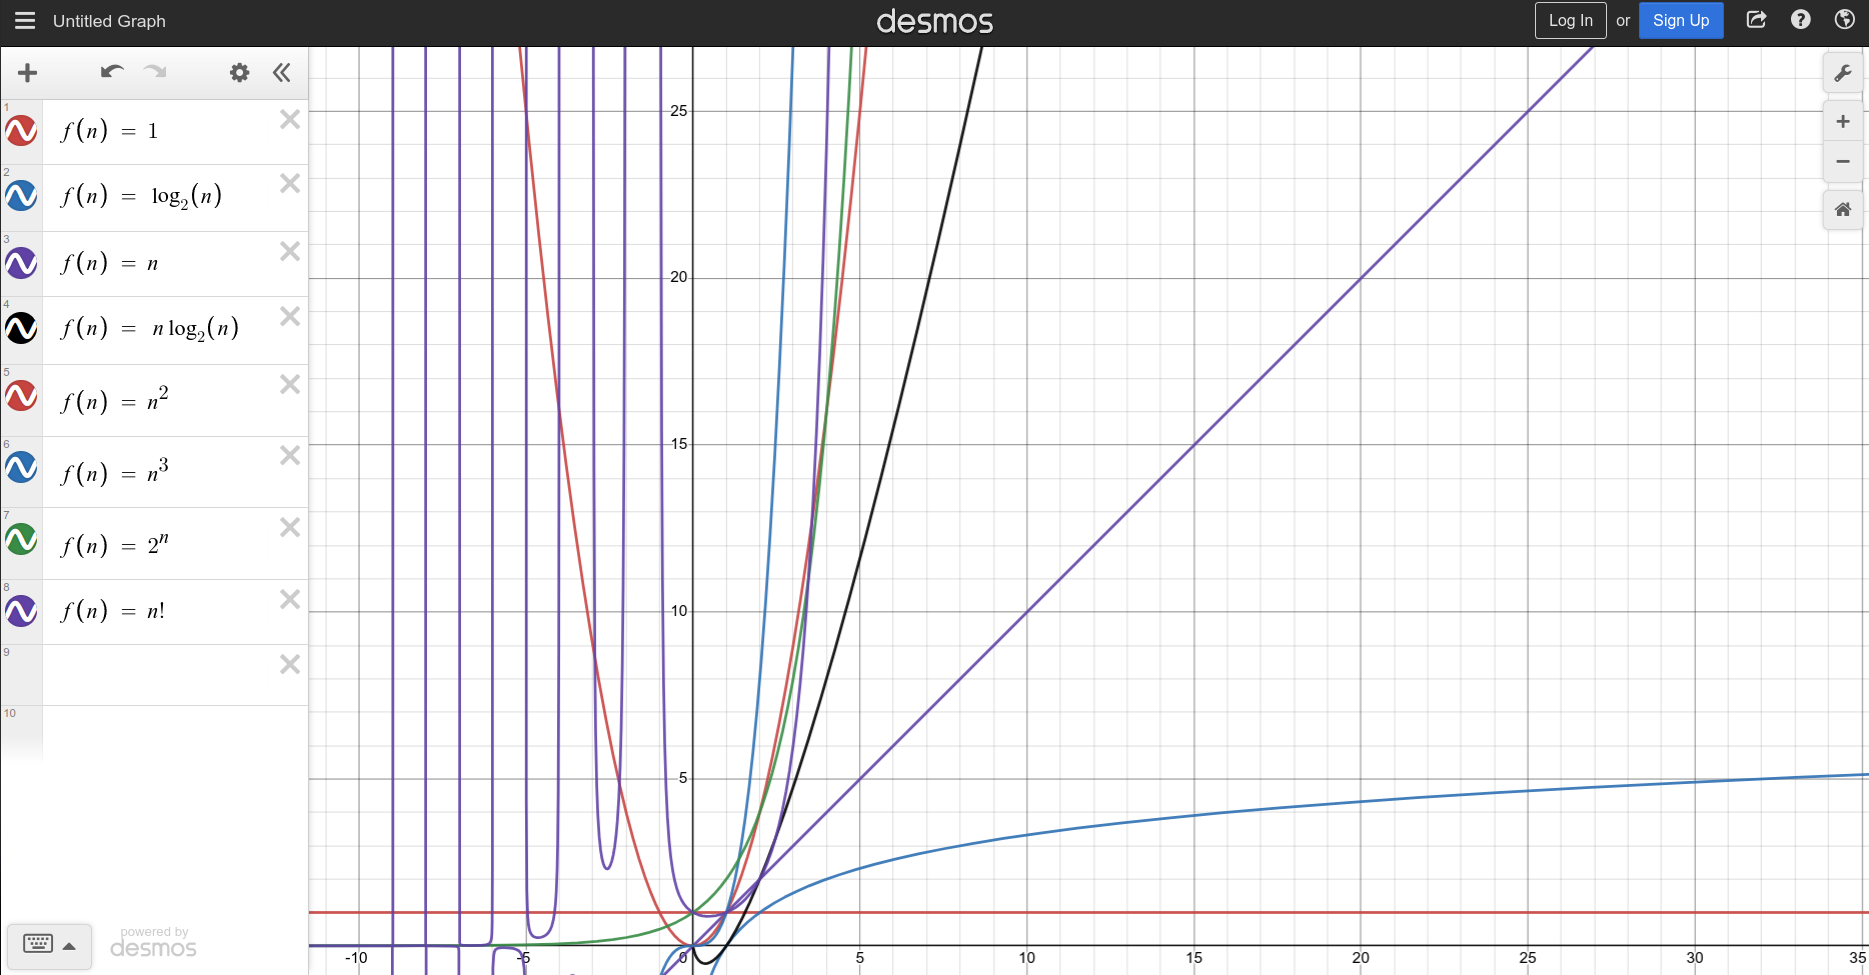 Untitled Graph
desmos
Log In or Sign Up
1
f(n) = 1
2
f(n) = log₂(n)
3
f(n) = n
4
f(n) = n log₂(n)
5
f(n) = n²
6
f(n) = n³
7
f(n) = 2ⁿ
8
f(n) = n!
9
10
powered by
desmos
25
20
15
10
5
-10 -5 0 5 10 15 20 25 30 35